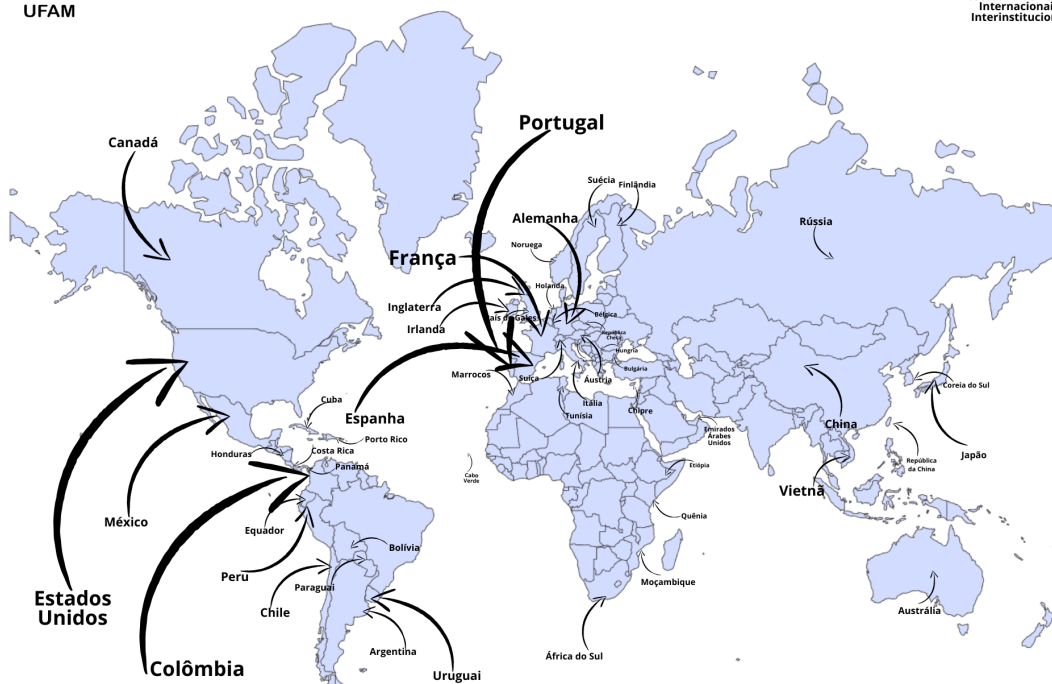 UFAM
Internacionai
Interinstitucion
Portugal
Canadá
Suécia
Finlândia
Alemanha
Rússia
Noruega
França
Holanda
Inglaterra
País de Gales
Bélgica
Irlanda
República
Checa
Hungria
Bulgária
Marrocos
Suíça
Áustria
Coreia do Sul
Cuba
Itália
Espanha
Tunísia
Chipre
China
Emirados
Árabes
Unidos
Porto Rico
Honduras
Costa Rica
Panamá
República
da China
Japão
Etiópia
Cabo
Verde
Vietnã
México
Quênia
Equador
Bolívia
Peru
Moçambique
Paraguai
Estados
Unidos
Chile
Austrália
Argentina
África do Sul
Colômbia
Uruguai